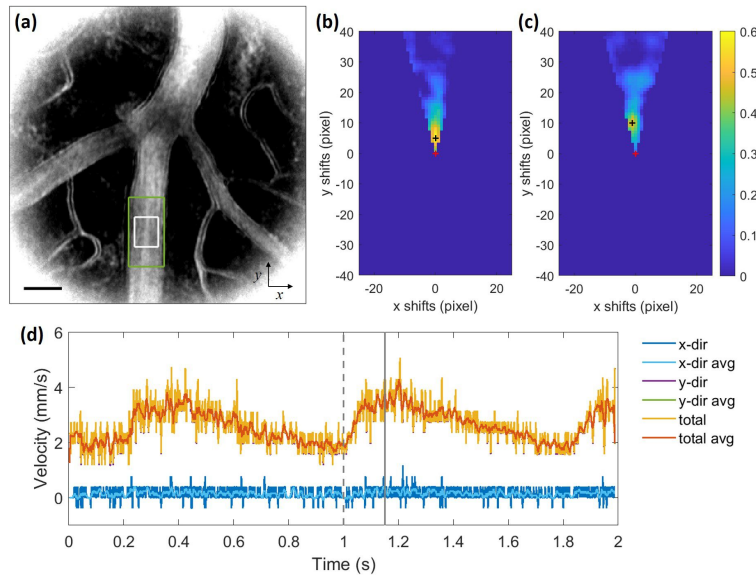 (a)
y
x
(b)
(c)
40
30
20
10
0
-10
-20
-30
-40
y shifts (pixel)
-20
0
20
x shifts (pixel)
40
30
20
10
0
-10
-20
-30
-40
y shifts (pixel)
-20
0
20
x shifts (pixel)
0.6
0.5
0.4
0.3
0.2
0.1
0
(d)
6
4
2
0
Velocity (mm/s)
0
0.2
0.4
0.6
0.8
1
1.2
1.4
1.6
1.8
2
Time (s)
x-dir
x-dir avg
y-dir
y-dir avg
total
total avg